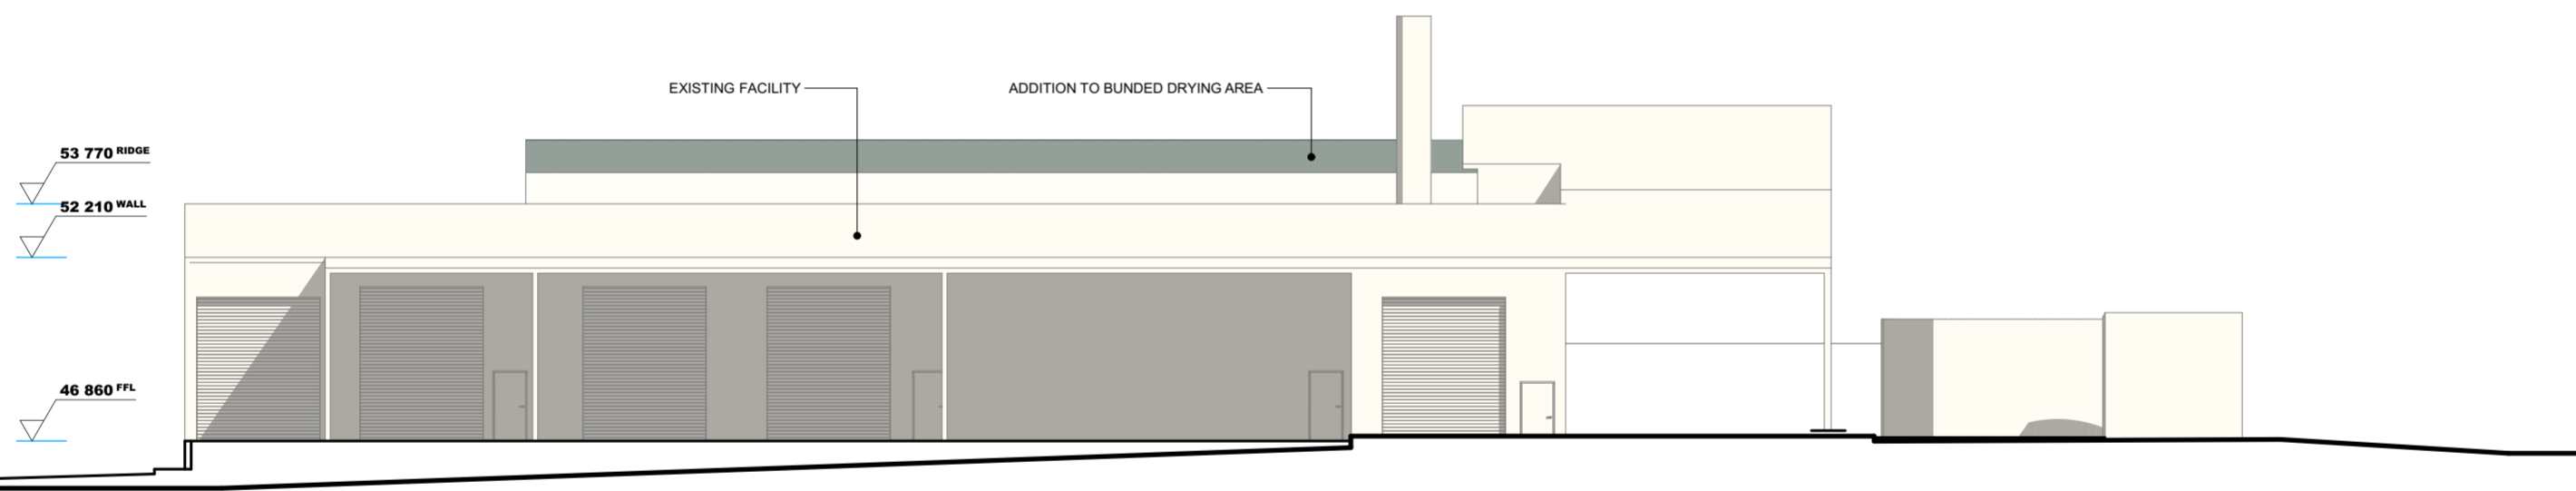 EXISTING FACILITY
ADDITION TO BUNDED DRYING AREA
53 770 RIDGE
52 210 WALL
46 860 FFL